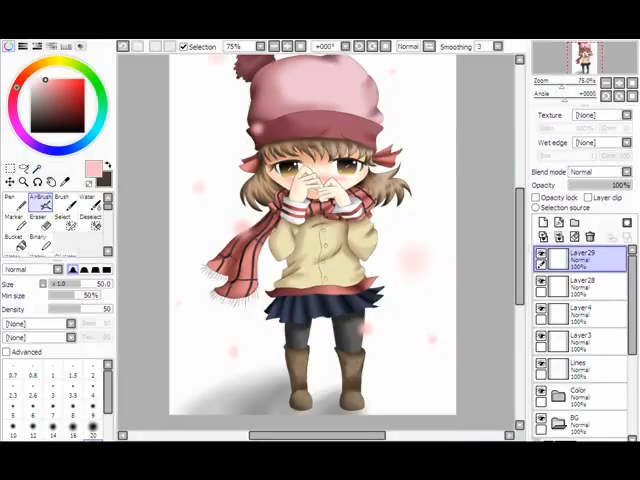 Selection 75% +000° Normal Smoothing 3
Zoom 75.0%
Angle +0000
Texture [None]
Wet edge [None]
Blend mode Normal
Opacity 100%
Opacity lock Layer clip
Selection source
Pen AirBrush Brush Water
Marker Eraser Select Deselect
Bucket Binary
Normal
Size x 1.0 50.0
Min size 50%
Density 50
[None]
[None]
Advanced
0.7 0.8 1 1.5 2
2.3 2.6 3 3.5 4
5 6 7 8 9
10 12 14 16 20
Layer29
Normal
100%
Layer28
Normal
100%
Layer4
Normal
100%
Layer3
Normal
100%
Lines
Normal
100%
Color
Normal
100%
BG
Normal
100%